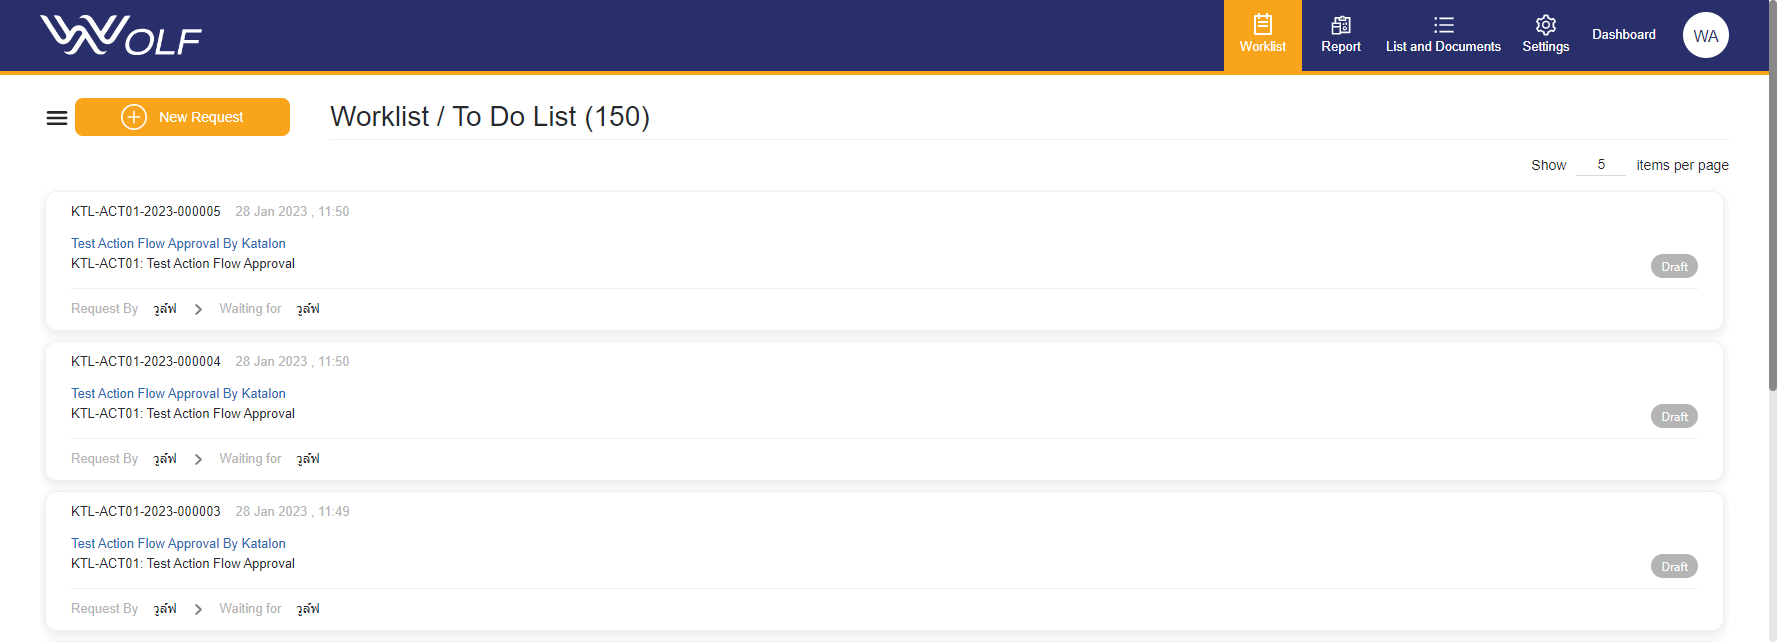 WOLF
Worklist
Report
List and Documents
Settings
Dashboard
WA
New Request
Worklist / To Do List (150)
Show 5 items per page
KTL-ACT01-2023-000005 28 Jan 2023 , 11:50
Test Action Flow Approval By Katalon
KTL-ACT01: Test Action Flow Approval
Draft
Request By วูล์ฟ Waiting for วูล์ฟ
KTL-ACT01-2023-000004 28 Jan 2023 , 11:50
Test Action Flow Approval By Katalon
KTL-ACT01: Test Action Flow Approval
Draft
Request By วูล์ฟ Waiting for วูล์ฟ
KTL-ACT01-2023-000003 28 Jan 2023 , 11:49
Test Action Flow Approval By Katalon
KTL-ACT01: Test Action Flow Approval
Draft
Request By วูล์ฟ Waiting for วูล์ฟ